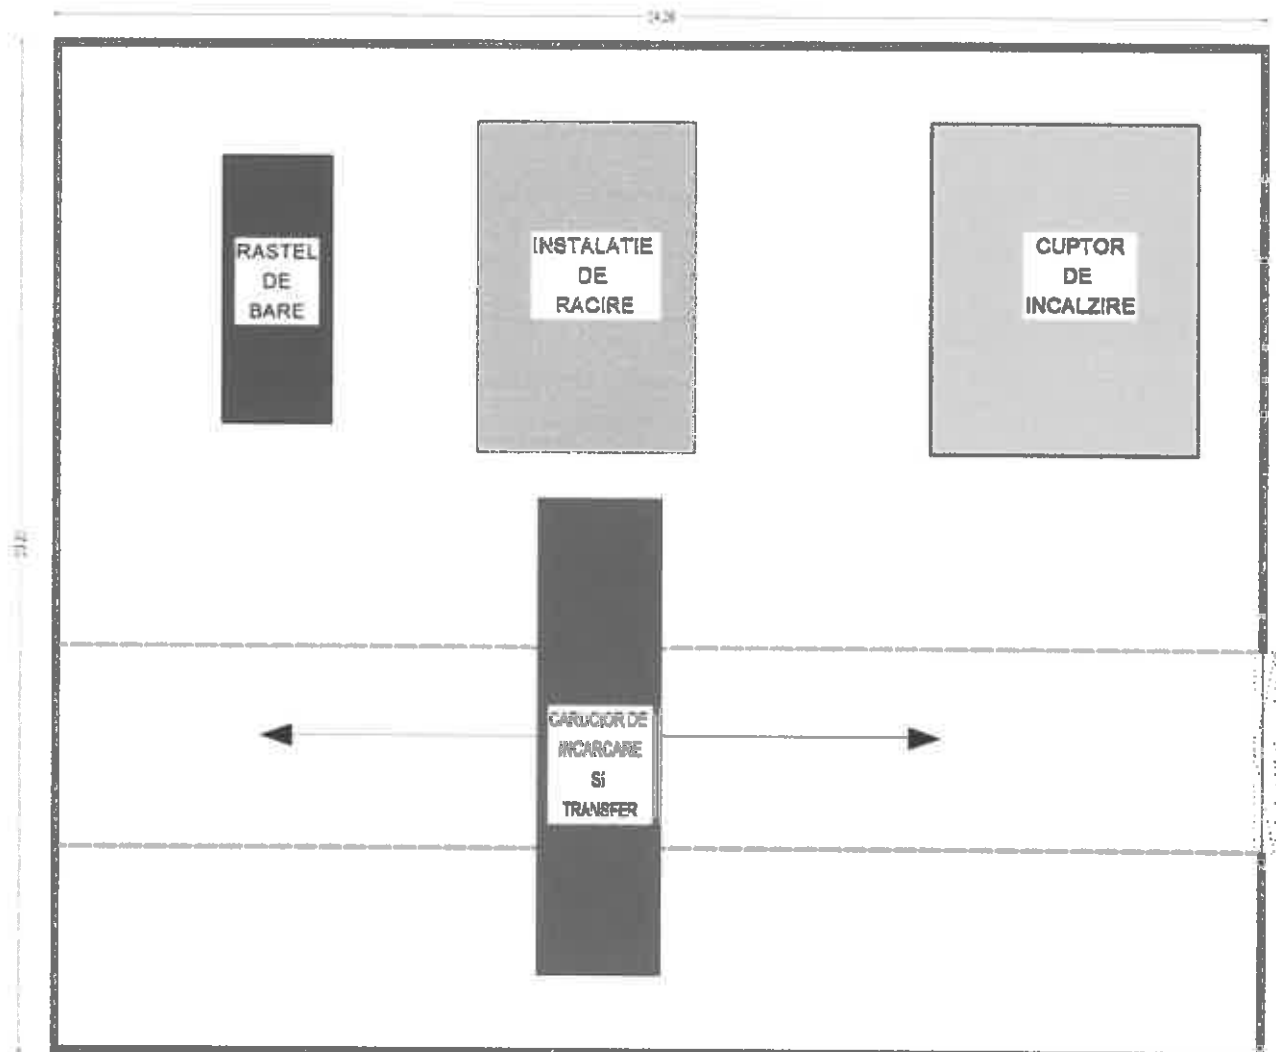 RASTEL
DE
BARE
INSTALATIE
DE
RACIRE
CUPTOR
DE
INCALZIRE
CARUCIOR DE
INCARCARE
Si
TRANSFER